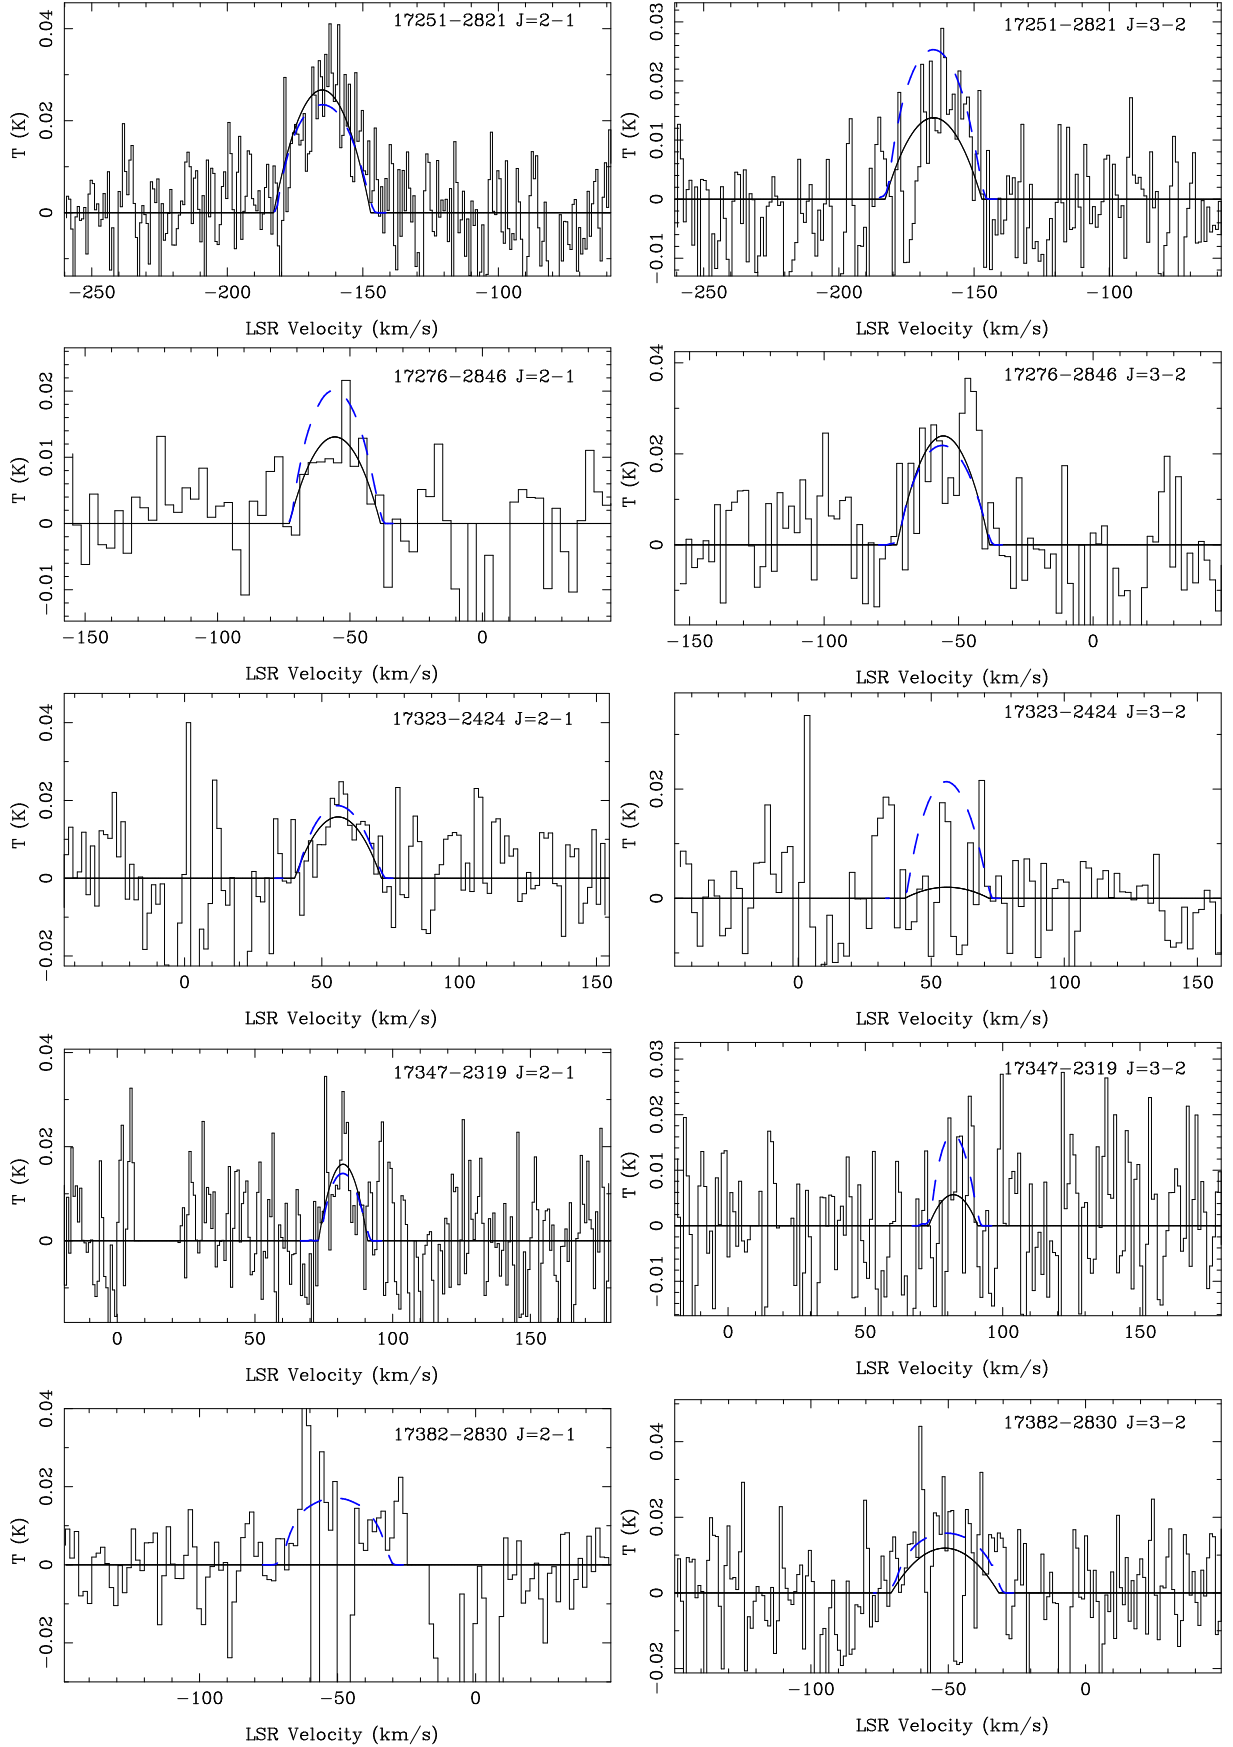 17251−2821 J=2−1
T (K)
0.04
0.02
0
−250 −200 −150 −100
LSR Velocity (km/s)
17251−2821 J=3−2
T (K)
0.03
0.02
0.01
0
−0.01
−250 −200 −150 −100
LSR Velocity (km/s)
17276−2846 J=2−1
T (K)
0.02
0.01
0
−0.01
−150 −100 −50 0
LSR Velocity (km/s)
17276−2846 J=3−2
T (K)
0.04
0.02
0
−150 −100 −50 0
LSR Velocity (km/s)
17323−2424 J=2−1
T (K)
0.04
0.02
0
−0.02
0 50 100 150
LSR Velocity (km/s)
17323−2424 J=3−2
T (K)
0.02
0
0 50 100 150
LSR Velocity (km/s)
17347−2319 J=2−1
T (K)
0.04
0.02
0
0 50 100 150
LSR Velocity (km/s)
17347−2319 J=3−2
T (K)
0.03
0.02
0.01
0
−0.01
0 50 100 150
LSR Velocity (km/s)
17382−2830 J=2−1
T (K)
0.04
0.02
0
−0.02
−100 −50 0
LSR Velocity (km/s)
17382−2830 J=3−2
T (K)
0.04
0.02
0
−0.02
−100 −50 0
LSR Velocity (km/s)